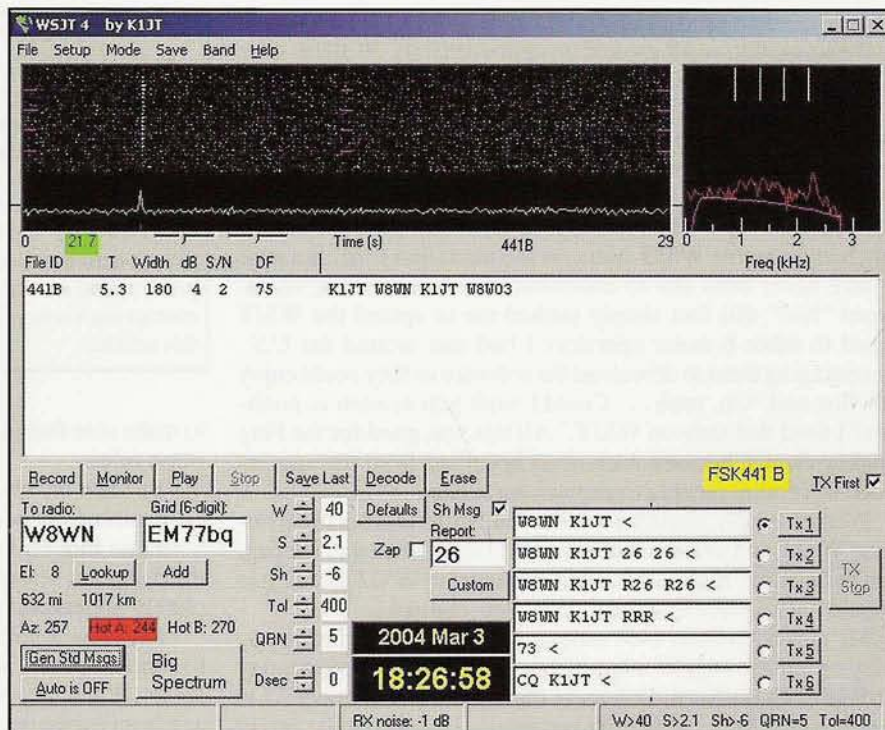 WSJT 4 by K1JT
File Setup Mode Save Band Help
0 21.7 Time (s) 441B 29
0 1 2 3
Freq (kHz)
File ID T Width dB S/N DF
441B 5.3 180 4 2 75 K1JT W8WN K1JT W8WO3
Record Monitor Play Stop Save Last Decode Erase FSK441 B TX First
To radio: Grid (6-digit):
W8WN EM77bq
El: 8 Lookup Add
632 mi 1017 km
Az: 257 Hot A: 244 Hot B: 270
Gen Std Msgs
Auto is OFF
Big Spectrum
W 40
S 2.1
Sh -6
Tol 400
QRN 5
Dsec 0
Defaults Sh Msg
Zap
Report:
26
Custom
2004 Mar 3
18:26:58
W8WN K1JT < Tx1
W8WN K1JT 26 26 < Tx2
W8WN K1JT R26 R26 < Tx3
W8WN K1JT RRR < Tx4
73 < Tx5
CQ K1JT < Tx6
TX Stop
RX noise: -1 dB W>40 S>2.1 Sh>-6 QRN=5 Tol=400